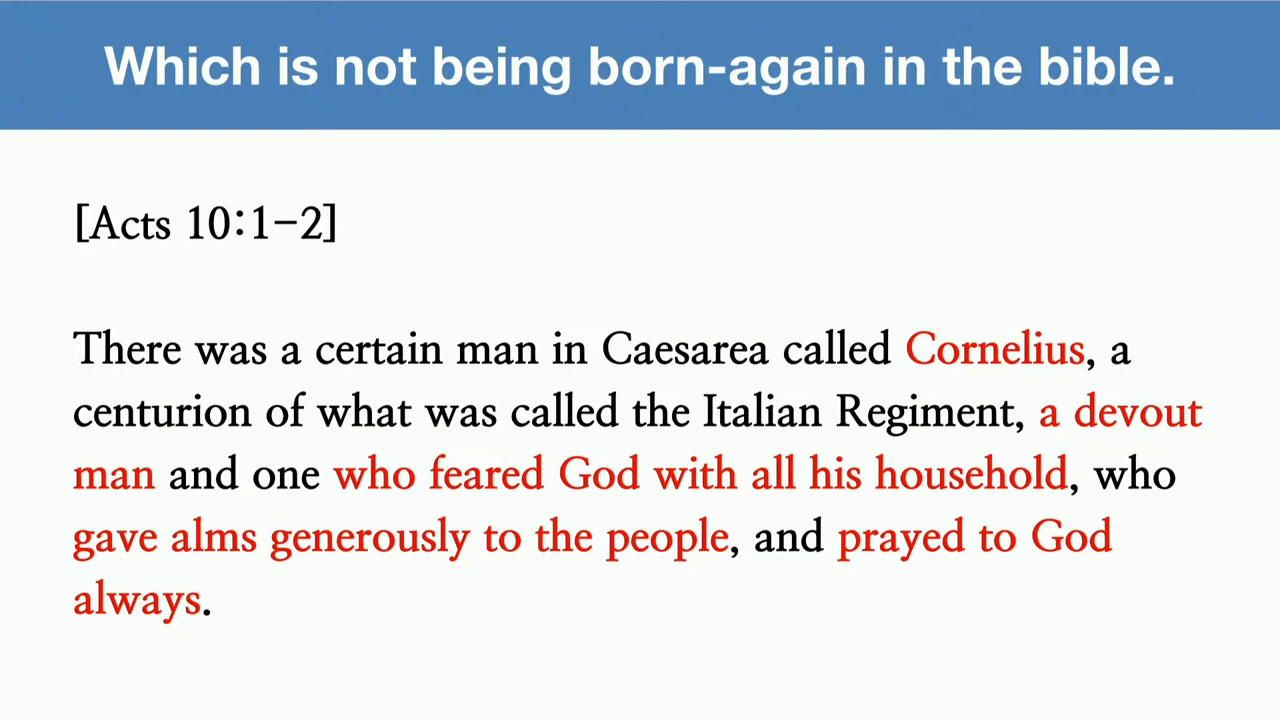 Which is not being born-again in the bible.
[Acts 10:1-2]
There was a certain man in Caesarea called Cornelius, a
centurion of what was called the Italian Regiment, a devout
man and one who feared God with all his household, who
gave alms generously to the people, and prayed to God
always.